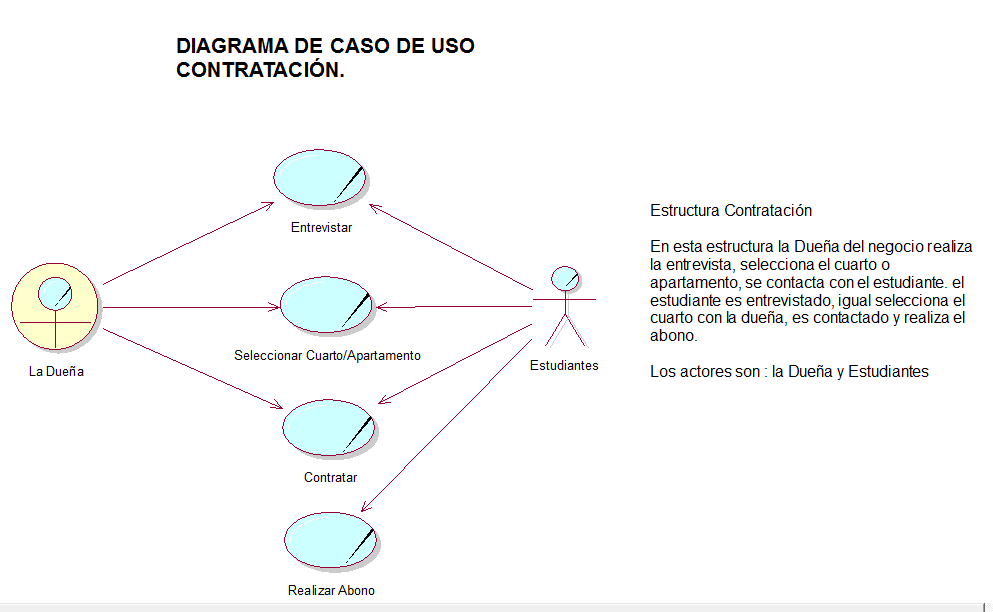 DIAGRAMA DE CASO DE USO
CONTRATACIÓN.
Entrevistar
Seleccionar Cuarto/Apartamento
La Dueña
Estudiantes
Contratar
Realizar Abono
Estructura Contratación
En esta estructura la Dueña del negocio realiza
la entrevista, selecciona el cuarto o
apartamento, se contacta con el estudiante. el
estudiante es entrevistado, igual selecciona el
cuarto con la dueña, es contactado y realiza el
abono.
Los actores son : la Dueña y Estudiantes